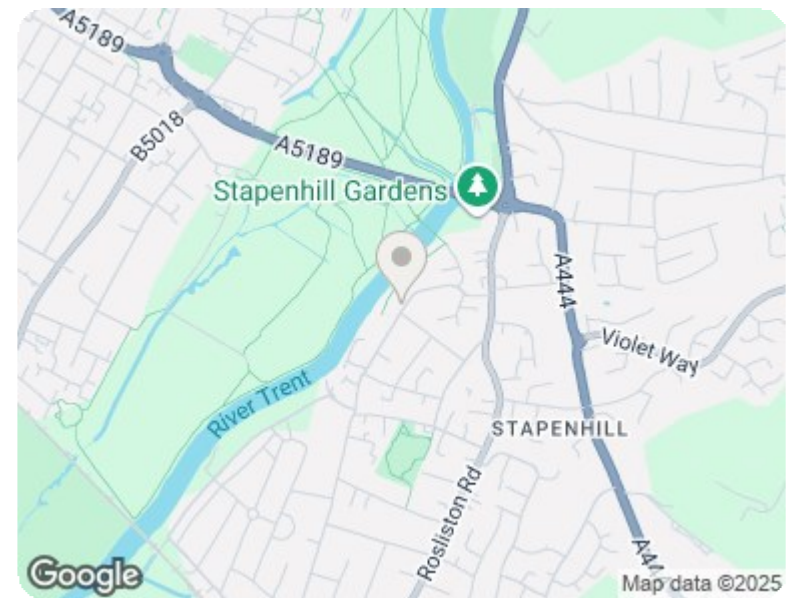 A5189
B5018
A5189
Stapenhill Gardens
A444
Violet Way
River Trent
STAPENHILL
Rosliston Rd
A44
Google
Map data ©2025